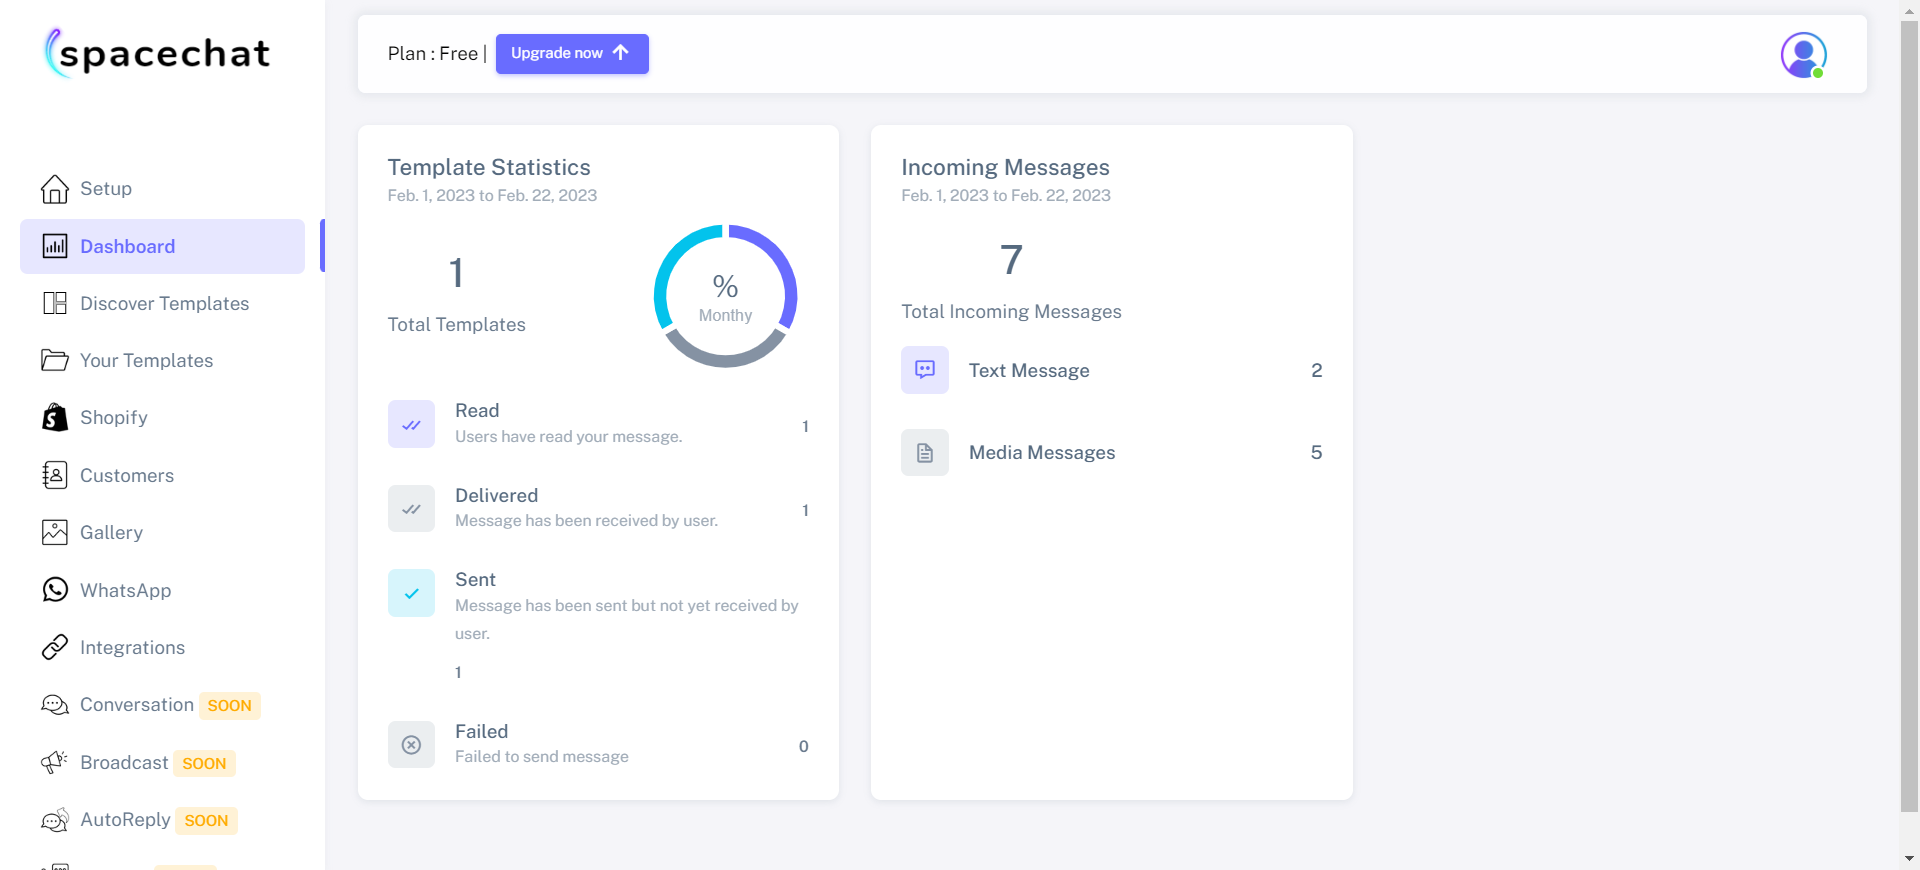 spacechat
Setup
Dashboard
Discover Templates
Your Templates
Shopify
Customers
Gallery
WhatsApp
Integrations
Conversation SOON
Broadcast SOON
AutoReply SOON
Plan : Free | Upgrade now
Template Statistics
Feb. 1, 2023 to Feb. 22, 2023
1
Total Templates
%
Monthy
Read
Users have read your message.
1
Delivered
Message has been received by user.
1
Sent
Message has been sent but not yet received by
user.
1
Failed
Failed to send message
0
Incoming Messages
Feb. 1, 2023 to Feb. 22, 2023
7
Total Incoming Messages
Text Message 2
Media Messages 5